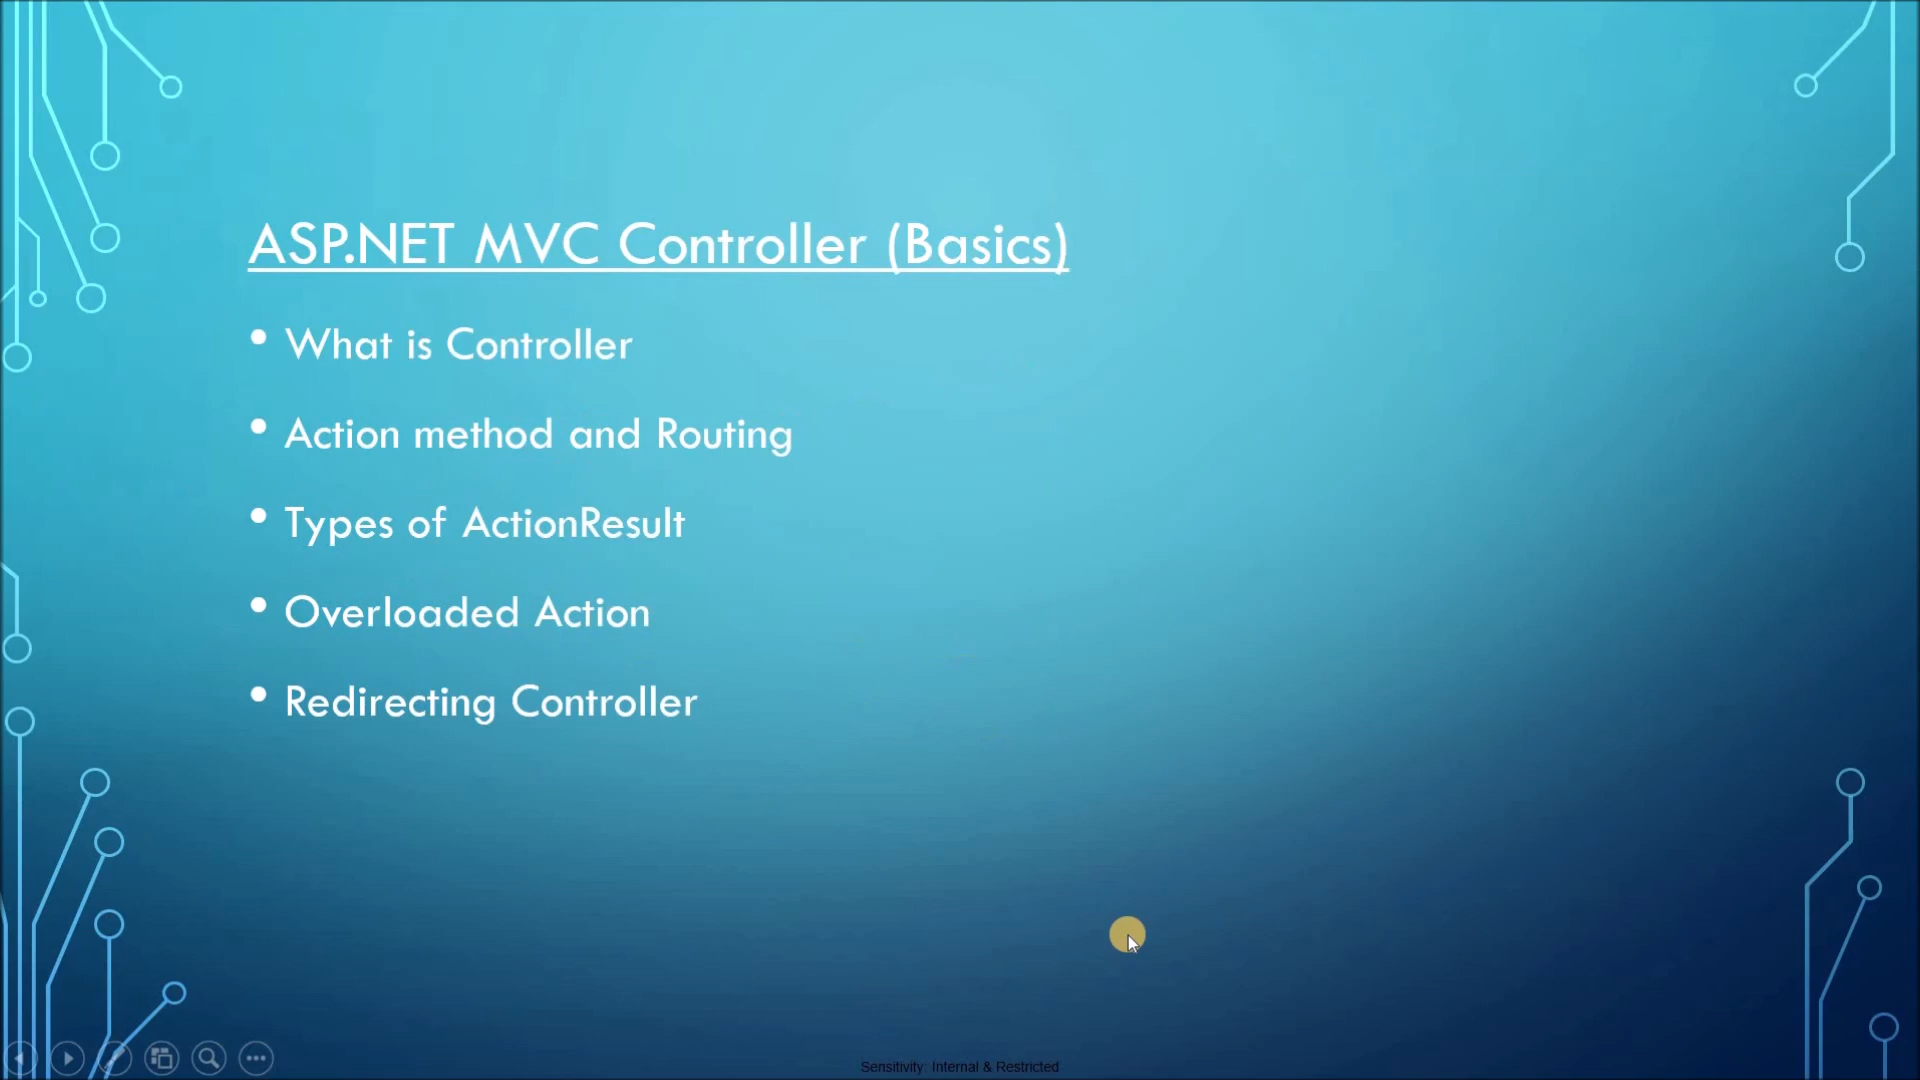 ASP.NET MVC Controller (Basics)
• What is Controller
• Action method and Routing
• Types of ActionResult
• Overloaded Action
• Redirecting Controller
Sensitivity: Internal & Restricted